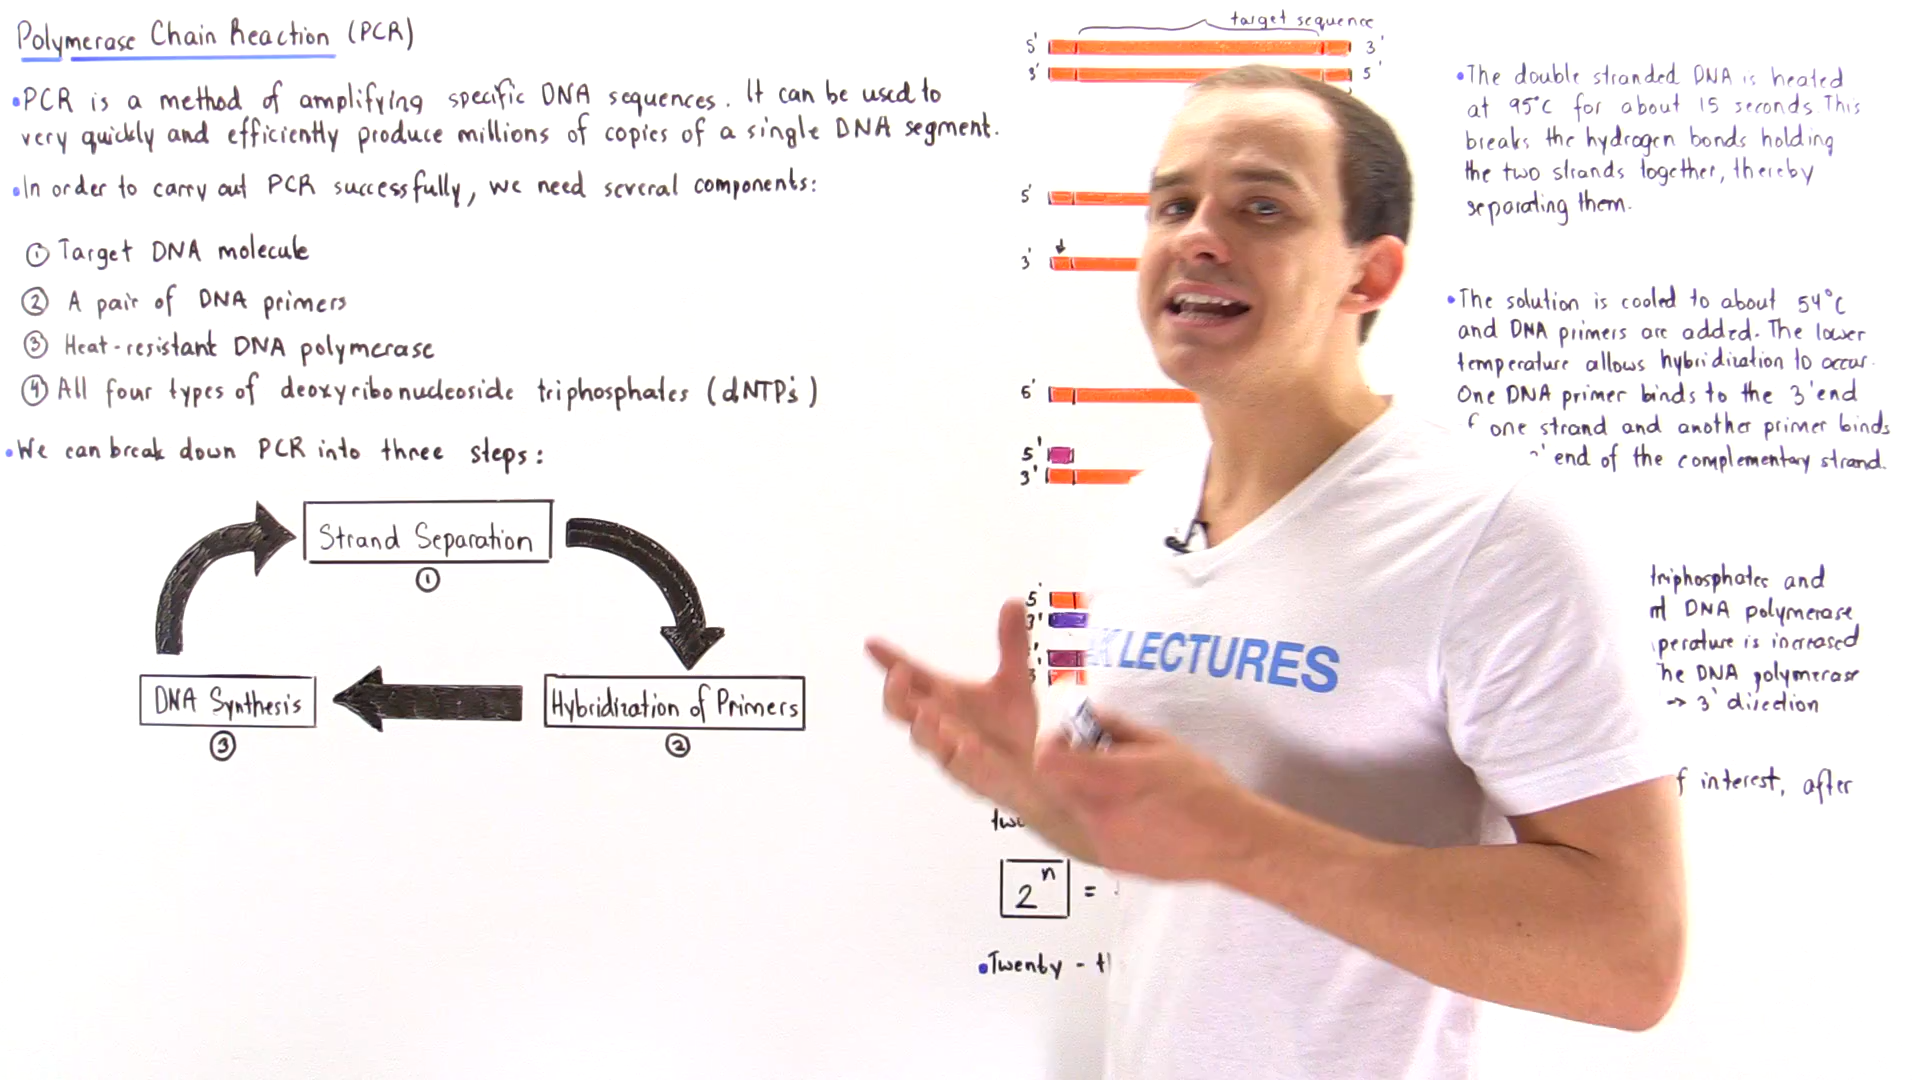 Polymerase Chain Reaction (PCR)
•PCR is a method of amplifying specific DNA sequences. It can be used to
very quickly and efficiently produce millions of copies of a single DNA segment.
•In order to carry out PCR successfully, we need several components:
① Target DNA molecule
② A pair of DNA primers
③ Heat-resistant DNA polymerase
④ All four types of deoxyribonucleoside triphosphates (dNTP's)
•We can break down PCR into three steps:
Strand Separation
①
DNA Synthesis
③
Hybridization of Primers
②
target sequence
5' 3'
3' 5'
5'
3'
5'
5'
3'
5'
3'
3
two
2^n =
•Twenty - t
•The double stranded DNA is heated
at 95°C for about 15 seconds. This
breaks the hydrogen bonds holding
the two strands together, thereby
separating them.
•The solution is cooled to about 54°C
and DNA primers are added. The lower
temperature allows hybridization to occur.
One DNA primer binds to the 3' end
f one strand and another primer binds
' end of the complementary strand.
triphosphates and
DNA polymerase
perature is increased
he DNA polymerase
→ 3' direction
f interest, after
K LECTURES